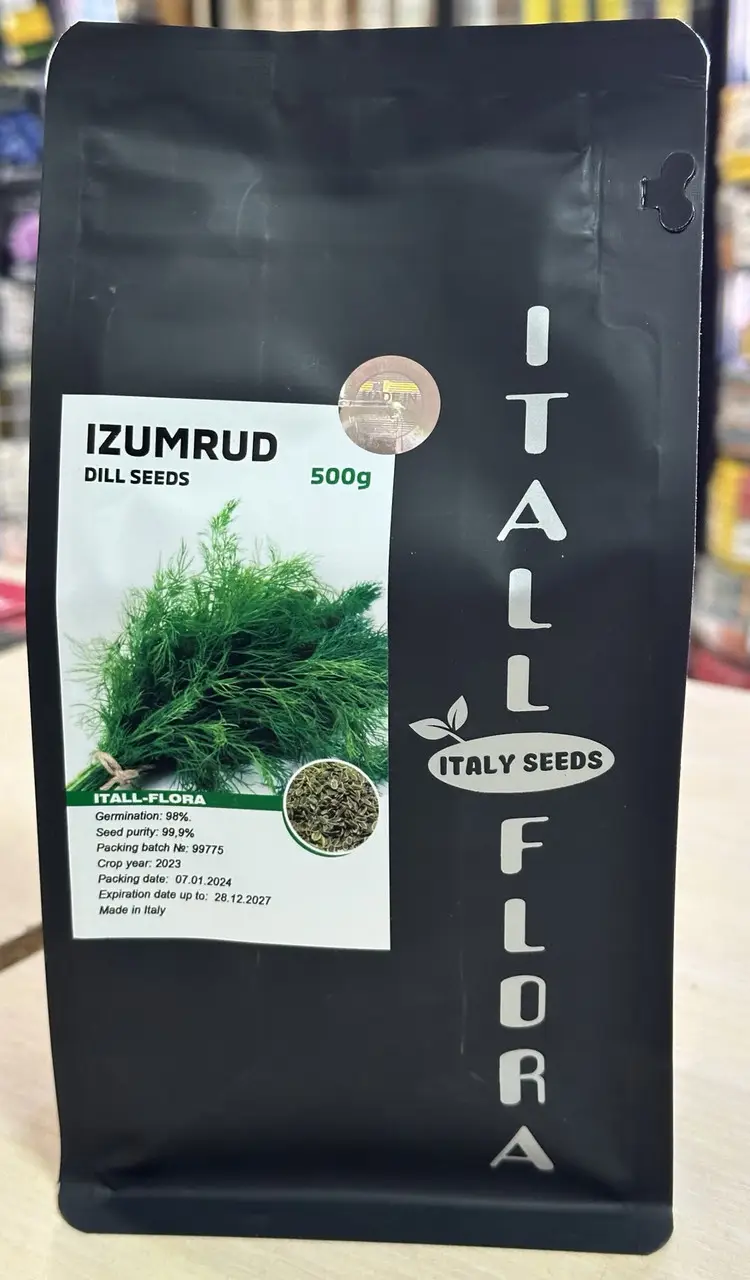 IZUMRUD
DILL SEEDS
500g
MADE IN
ITALL-FLORA
Germination: 98%.
Seed purity: 99,9%
Packing batch №: 99775
Crop year: 2023
Packing date: 07.01.2024
Expiration date up to: 28.12.2027
Made in Italy
ITALL
ITALY SEEDS
FLORA